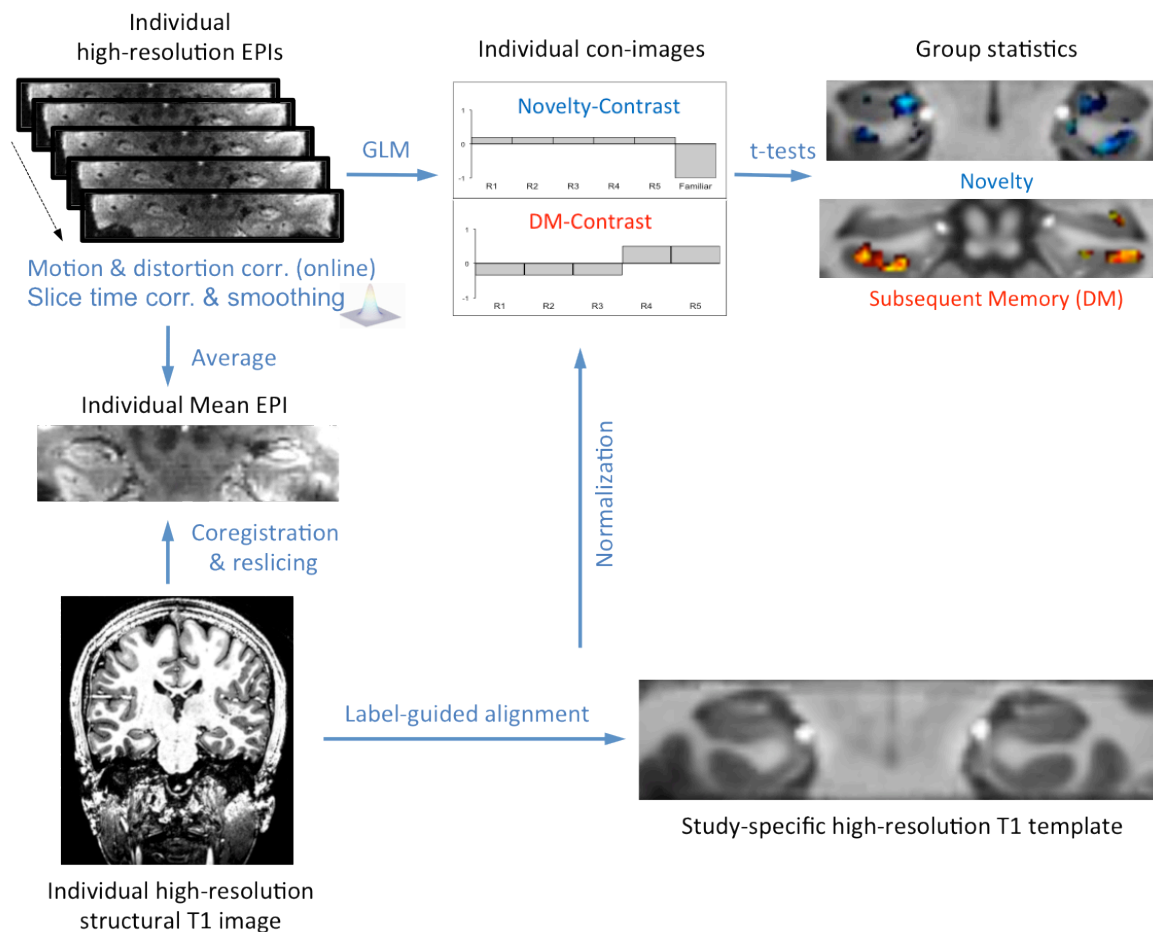 Individual
high-resolution EPIs
Individual con-images
Group statistics
GLM
Novelty-Contrast
1
0
-1
R1 R2 R3 R4 R5 Familiar
t-tests
Novelty
DM-Contrast
1
0
-1
R1 R2 R3 R4 R5
Subsequent Memory (DM)
Motion & distortion corr. (online)
Slice time corr. & smoothing
Average
Individual Mean EPI
Coregistration
& reslicing
Normalization
Label-guided alignment
Study-specific high-resolution T1 template
Individual high-resolution
structural T1 image